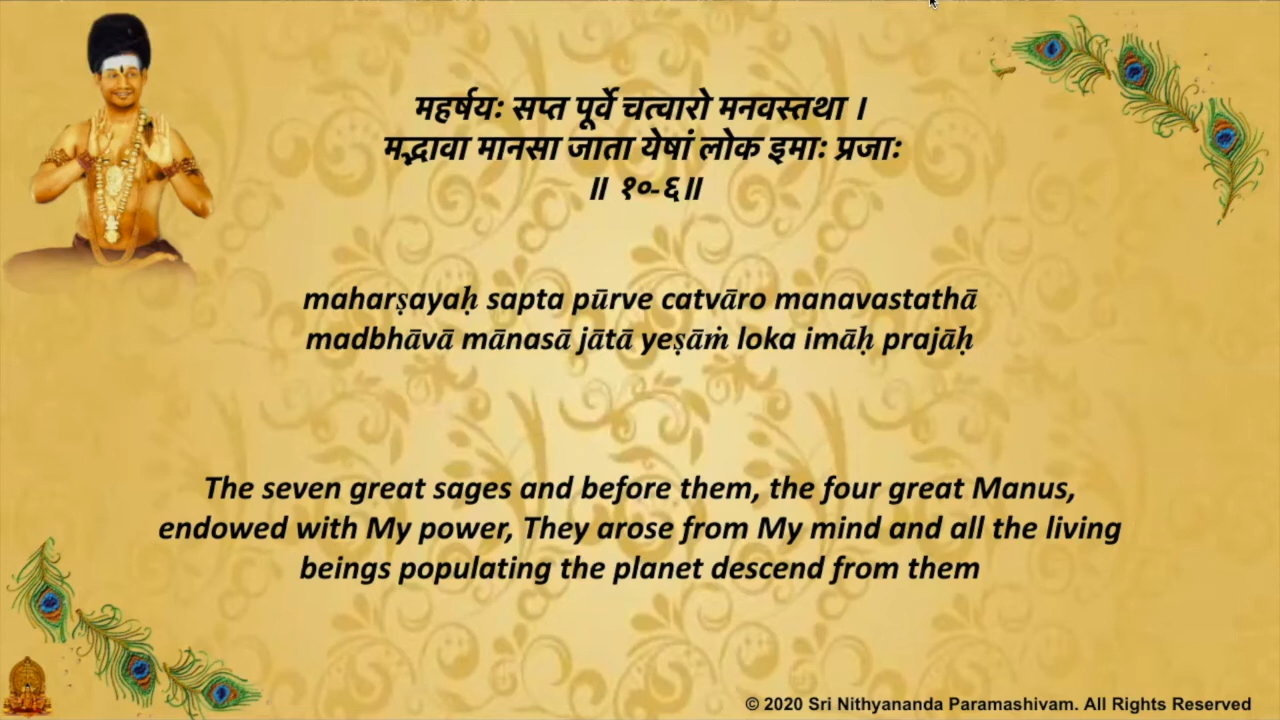 महर्षयः सप्त पूर्वे चत्वारो मनवस्तथा ।
मद्भावा मानसा जाता येषां लोक इमाः प्रजाः
॥ १०-६॥
maharṣayaḥ sapta pūrve catvāro manavastathā
madbhāvā mānasā jātā yeṣāṁ loka imāḥ prajāḥ
The seven great sages and before them, the four great Manus,
endowed with My power, They arose from My mind and all the living
beings populating the planet descend from them
© 2020 Sri Nithyananda Paramashivam. All Rights Reserved